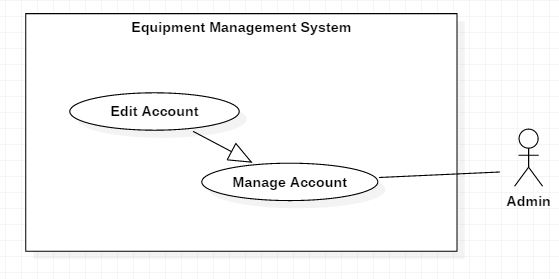 Equipment Management System
Edit Account
Manage Account
Admin